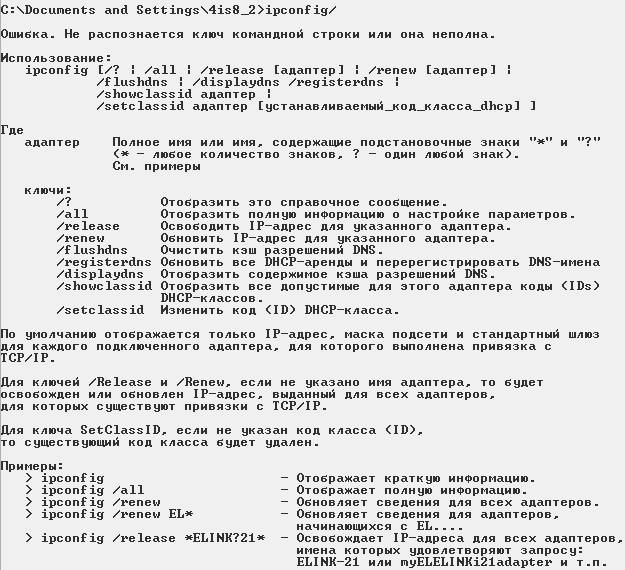 C:\Documents and Settings\4is8_2>ipconfig/
Ошибка. Не распознается ключ командной строки или она неполна.
Использование:
ipconfig [/? ¦ /all ¦ /release [адаптер] ¦ /renew [адаптер] ¦
/flushdns ¦ /displaydns /registerdns ¦
/showclassid адаптер ¦
/setclassid адаптер [устанавливаемый_код_класса_dhcp] ]
Где
адаптер Полное имя или имя, содержащие подстановочные знаки "*" и "?"
(* - любое количество знаков, ? - один любой знак).
См. примеры
ключи:
/? Отобразить это справочное сообщение.
/all Отобразить полную информацию о настройке параметров.
/release Освободить IP-адрес для указанного адаптера.
/renew Обновить IP-адрес для указанного адаптера.
/flushdns Очистить кэш разрешений DNS.
/registerdns Обновить все DHCP-аренды и перерегистрировать DNS-имена
/displaydns Отобразить содержимое кэша разрешений DNS.
/showclassid Отобразить все допустимые для этого адаптера коды (IDs)
DHCP-классов.
/setclassid Изменить код (ID) DHCP-класса.
По умолчанию отображается только IP-адрес, маска подсети и стандартный шлюз
для каждого подключенного адаптера, для которого выполнена привязка с
TCP/IP.
Для ключей /Release и /Renew, если не указано имя адаптера, то будет
освобожден или обновлен IP-адрес, выданный для всех адаптеров,
для которых существуют привязки с TCP/IP.
Для ключа SetClassID, если не указан код класса (ID),
то существующий код класса будет удален.
Примеры:
> ipconfig - Отображает краткую информацию.
> ipconfig /all - Отображает полную информацию.
> ipconfig /renew - Обновляет сведения для всех адаптеров.
> ipconfig /renew EL* - Обновляет сведения для адаптеров,
начинающихся с EL....
> ipconfig /release *ELINK?21* - Освобождает IP-адреса для всех адаптеров,
имена которых удовлетворяют запросу:
ELINK-21 или myELELINKi21adapter и т.п.